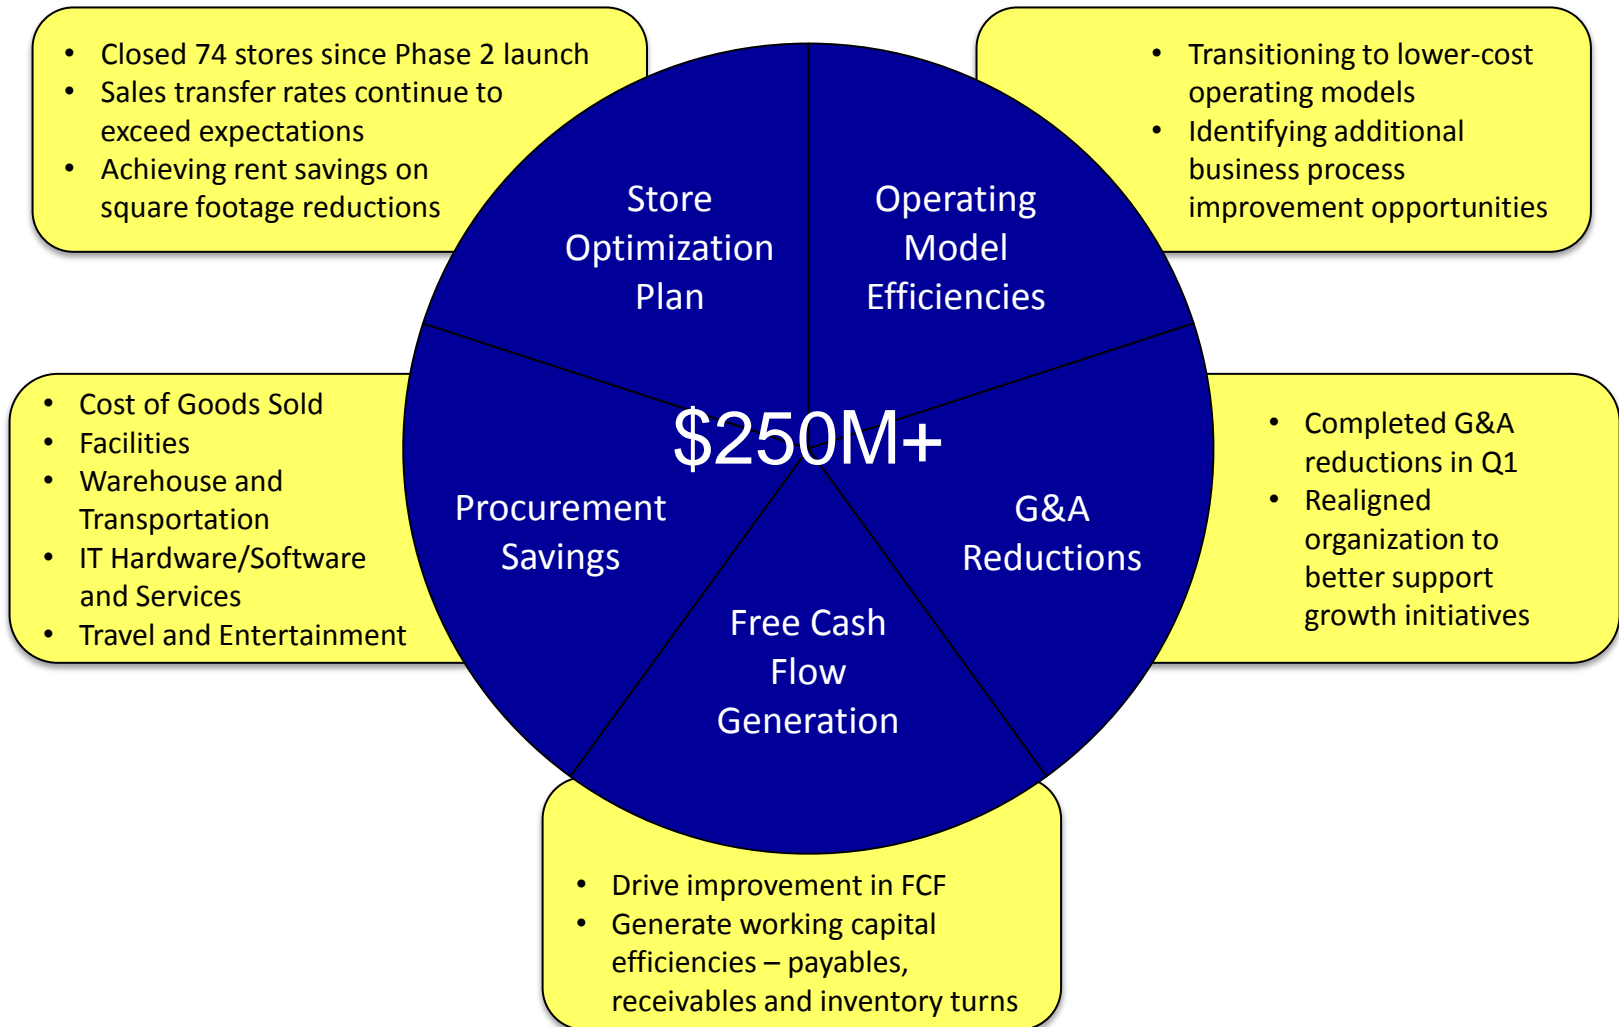 • Closed 74 stores since Phase 2 launch
• Sales transfer rates continue to
exceed expectations
• Achieving rent savings on
square footage reductions
• Transitioning to lower-cost
operating models
• Identifying additional
business process
improvement opportunities
Store
Optimization
Plan
Operating
Model
Efficiencies
• Cost of Goods Sold
• Facilities
• Warehouse and
Transportation
• IT Hardware/Software
and Services
• Travel and Entertainment
$250M+
Procurement
Savings
G&A
Reductions
• Completed G&A
reductions in Q1
• Realigned
organization to
better support
growth initiatives
Free Cash
Flow
Generation
• Drive improvement in FCF
• Generate working capital
efficiencies – payables,
receivables and inventory turns